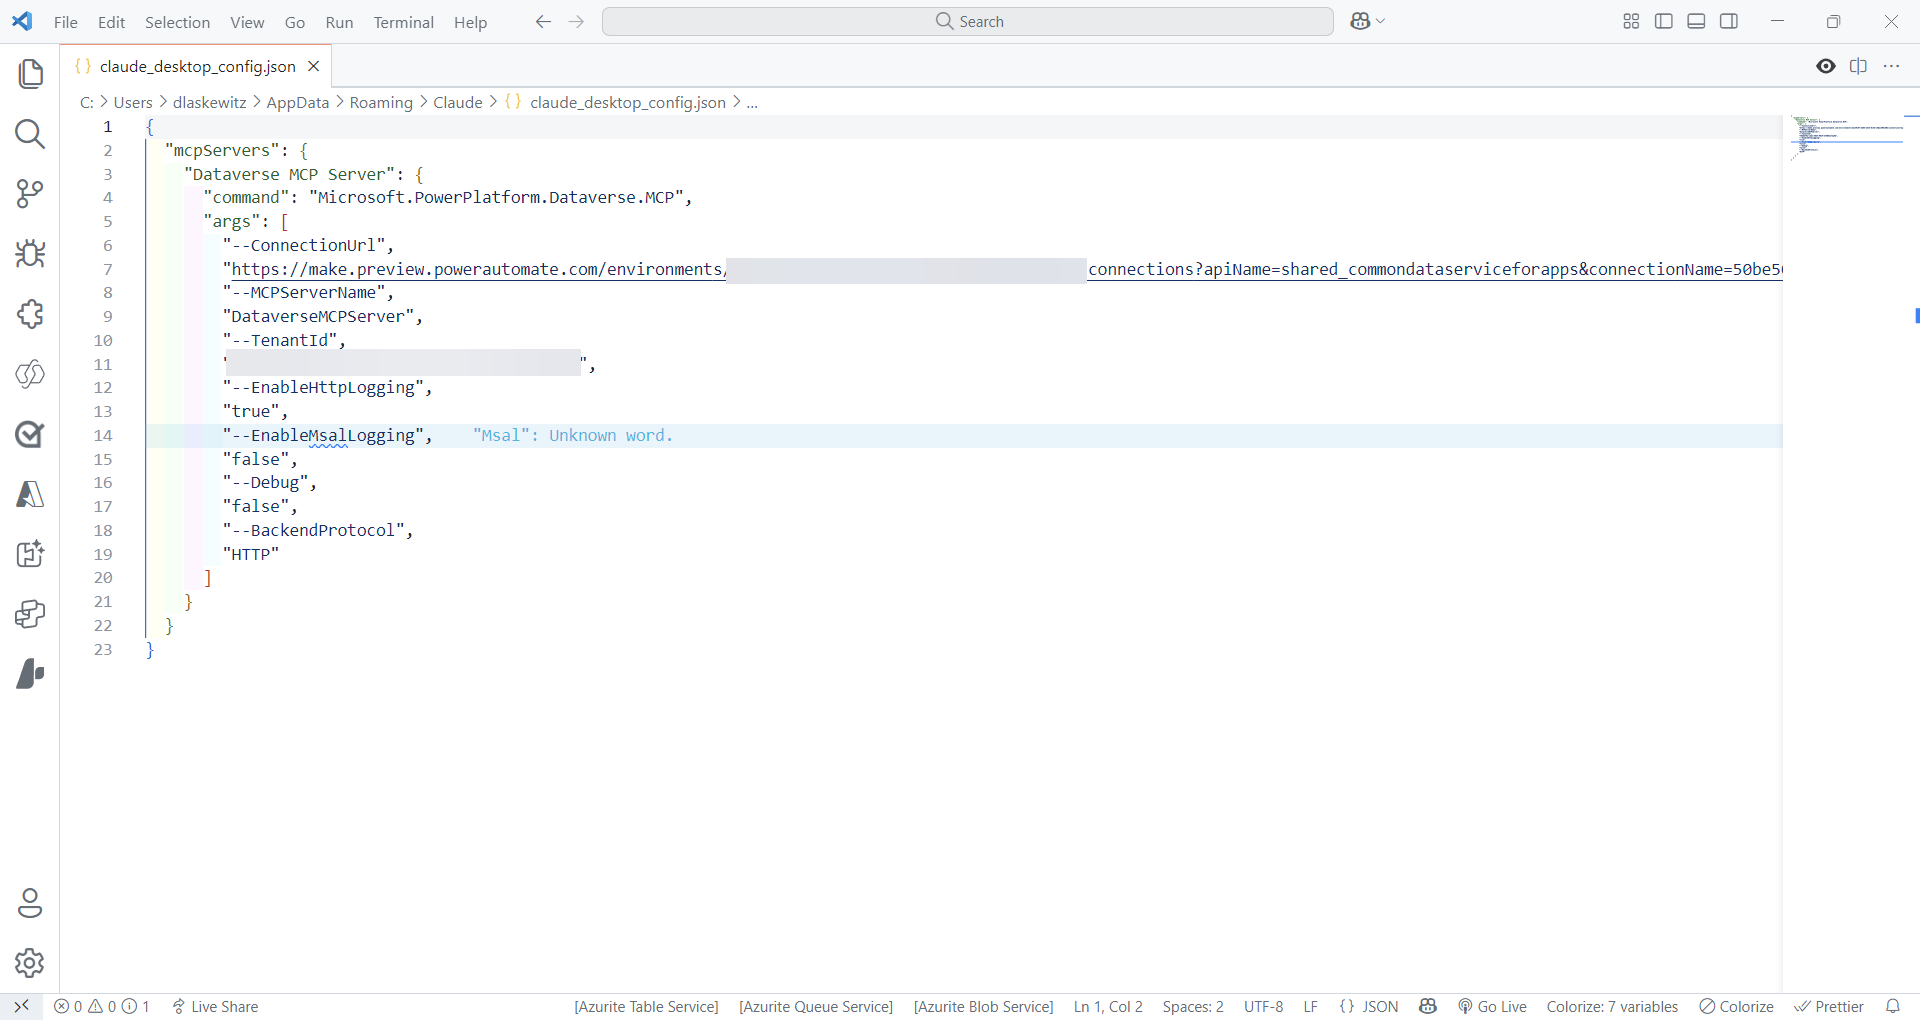 File Edit Selection View Go Run Terminal Help Search
claude_desktop_config.json
C: > Users > dlaskewitz > AppData > Roaming > Claude > {} claude_desktop_config.json > ...
1 {
2 "mcpServers": {
3 "Dataverse MCP Server": {
4 "command": "Microsoft.PowerPlatform.Dataverse.MCP",
5 "args": [
6 "--ConnectionUrl",
7 "https://make.preview.powerautomate.com/environments/ connections?apiName=shared_commondataserviceforapps&connectionName=50be5
8 "--MCPServerName",
9 "DataverseMCPServer",
10 "--TenantId",
11 " ",
12 "--EnableHttpLogging",
13 "true",
14 "--EnableMsalLogging", "Msal": Unknown word.
15 "false",
16 "--Debug",
17 "false",
18 "--BackendProtocol",
19 "HTTP"
20 ]
21 }
22 }
23 }
0 0 1 Live Share [Azurite Table Service] [Azurite Queue Service] [Azurite Blob Service] Ln 1, Col 2 Spaces: 2 UTF-8 LF {} JSON Go Live Colorize: 7 variables Colorize Prettier